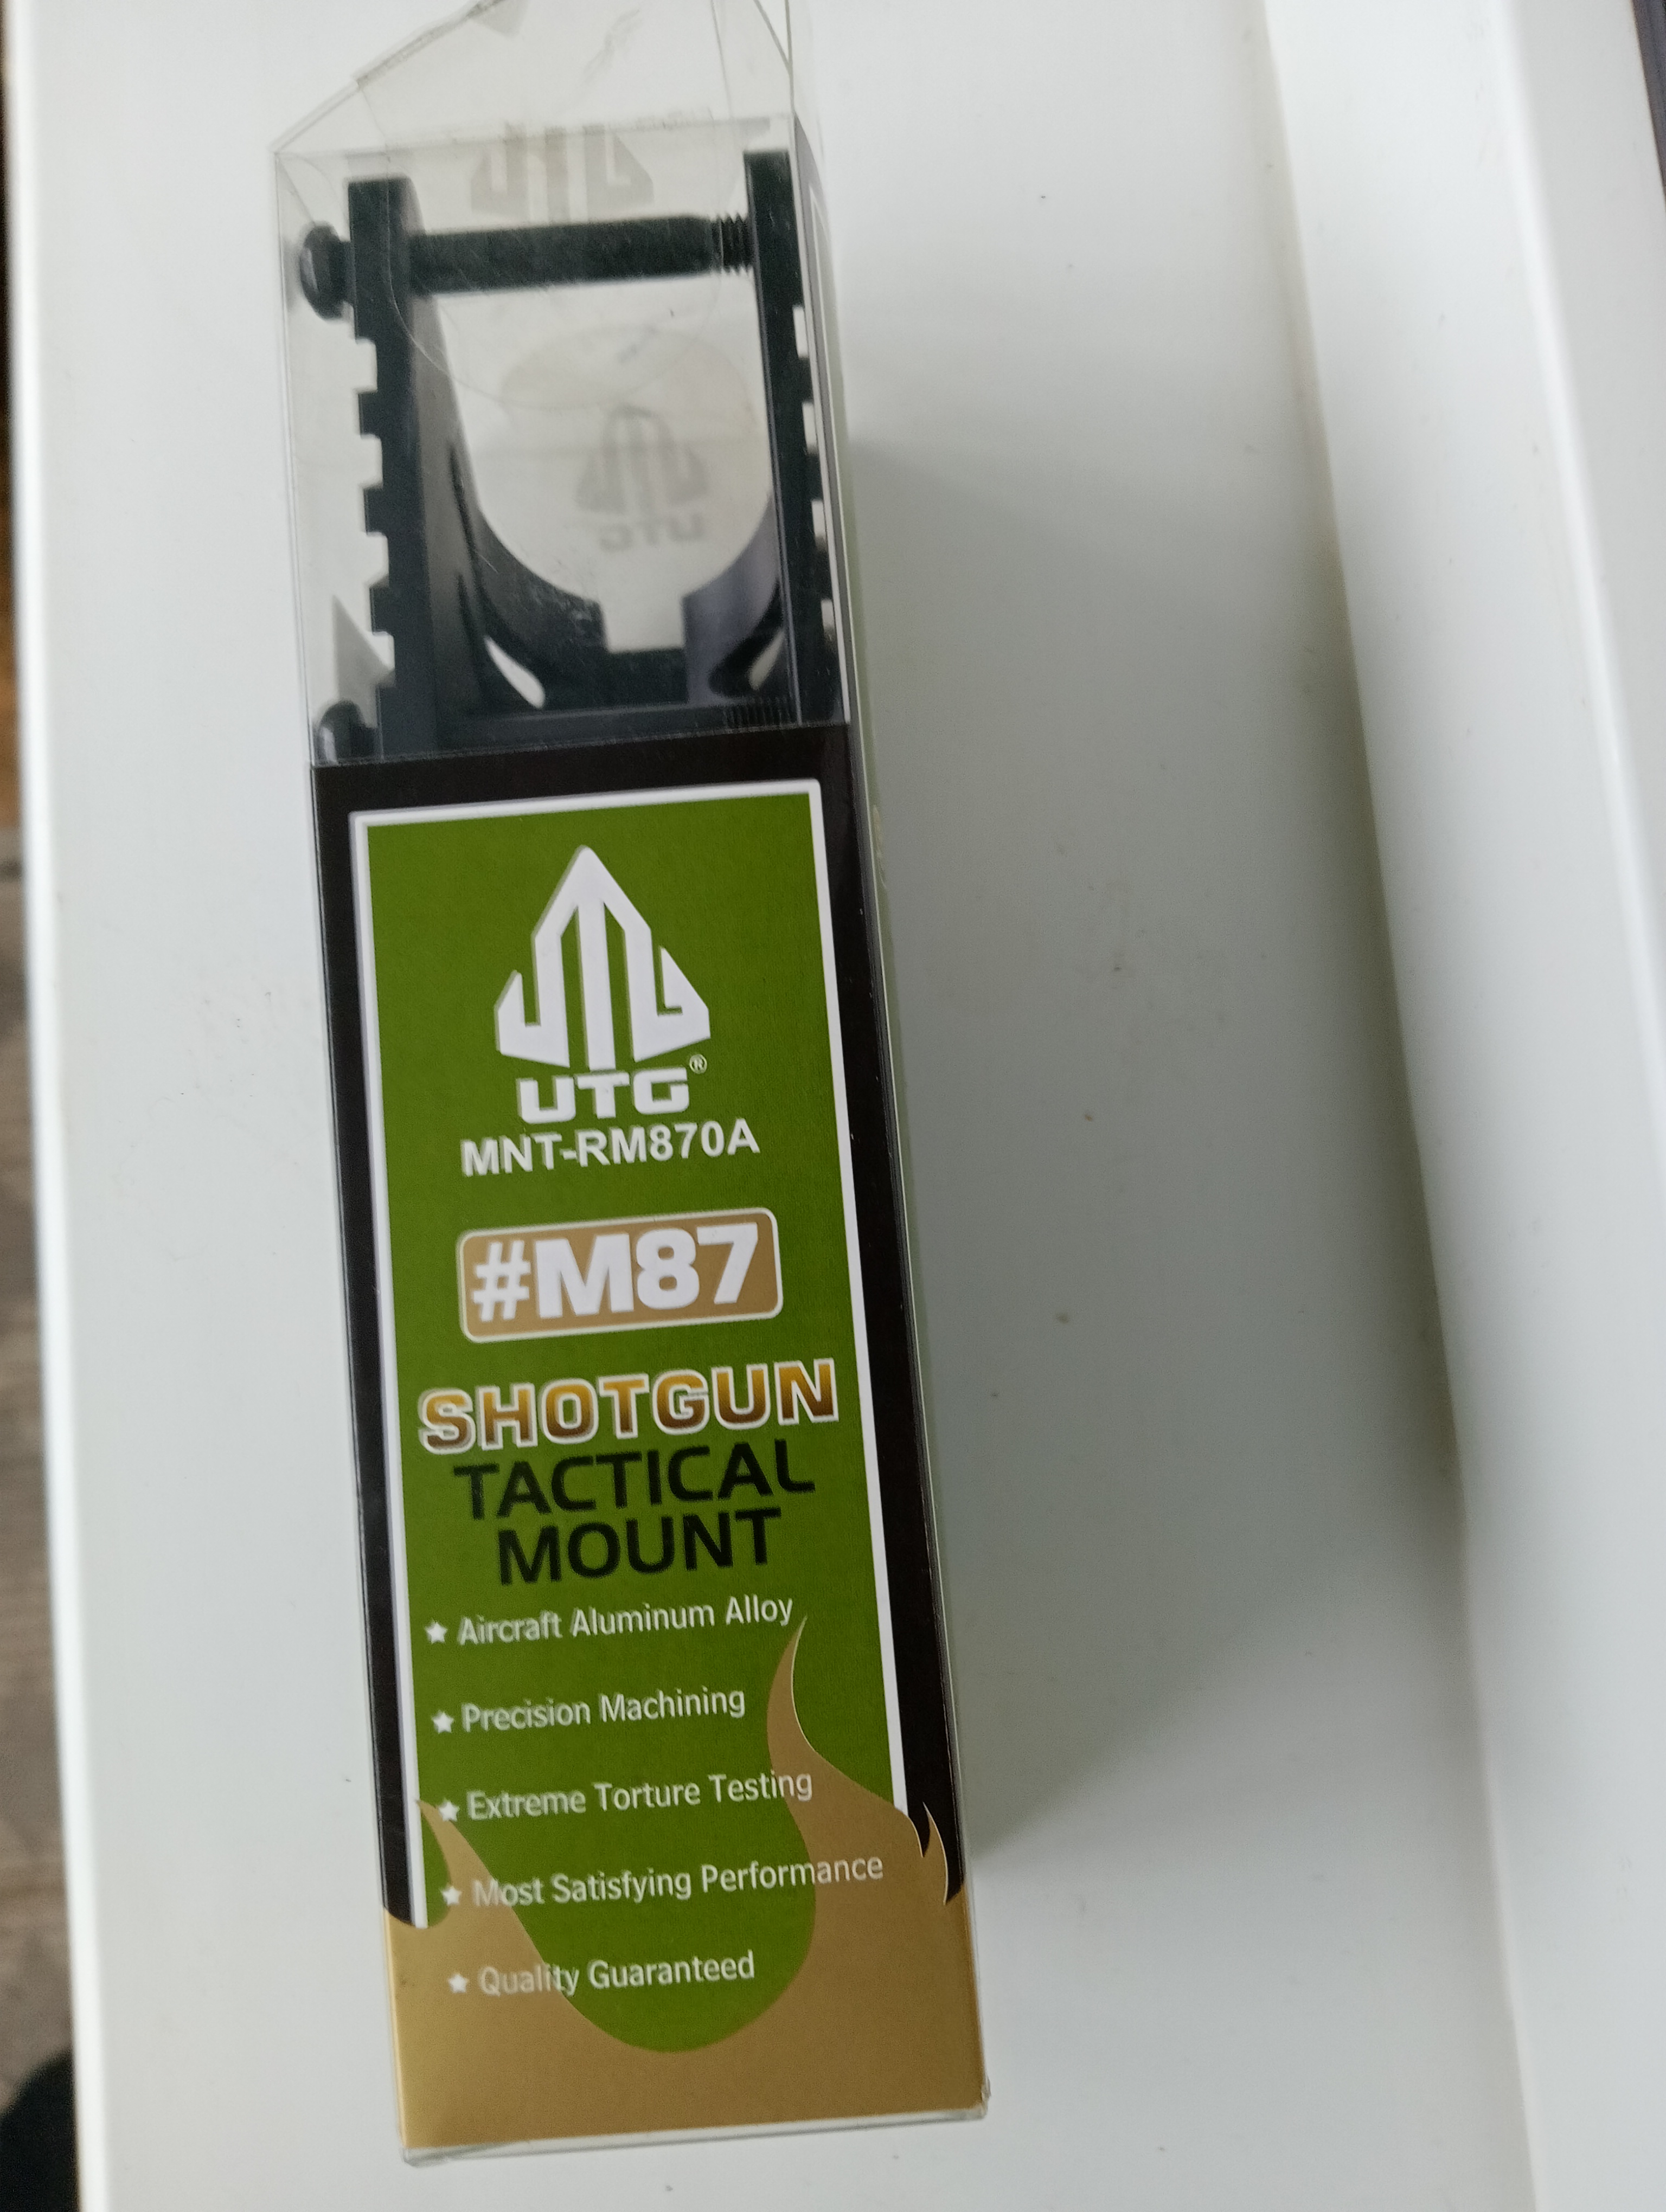 UTG®
MNT-RM870A
#M87
SHOTGUN
TACTICAL
MOUNT
★ Aircraft Aluminum Alloy
★ Precision Machining
★ Extreme Torture Testing
★ Most Satisfying Performance
★ Quality Guaranteed